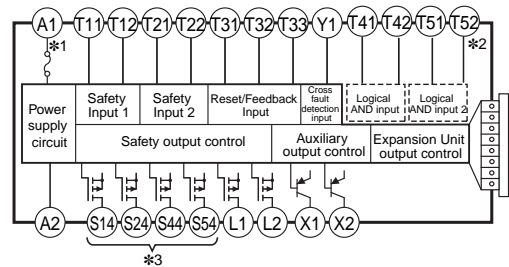 A1 T11 T12 T21 T22 T31 T32 T33 Y1 T41 T42 T51 T52
*1
*2
Power
supply
circuit
Safety
Input 1
Safety
Input 2
Reset/Feedback
Input
Cross
fault
detection
input
Logical
AND input
Logical
AND input 2
Safety output control
Auxiliary
output control
Expansion Unit
output control
A2 S14 S24 S44 S54 L1 L2 X1 X2
*3